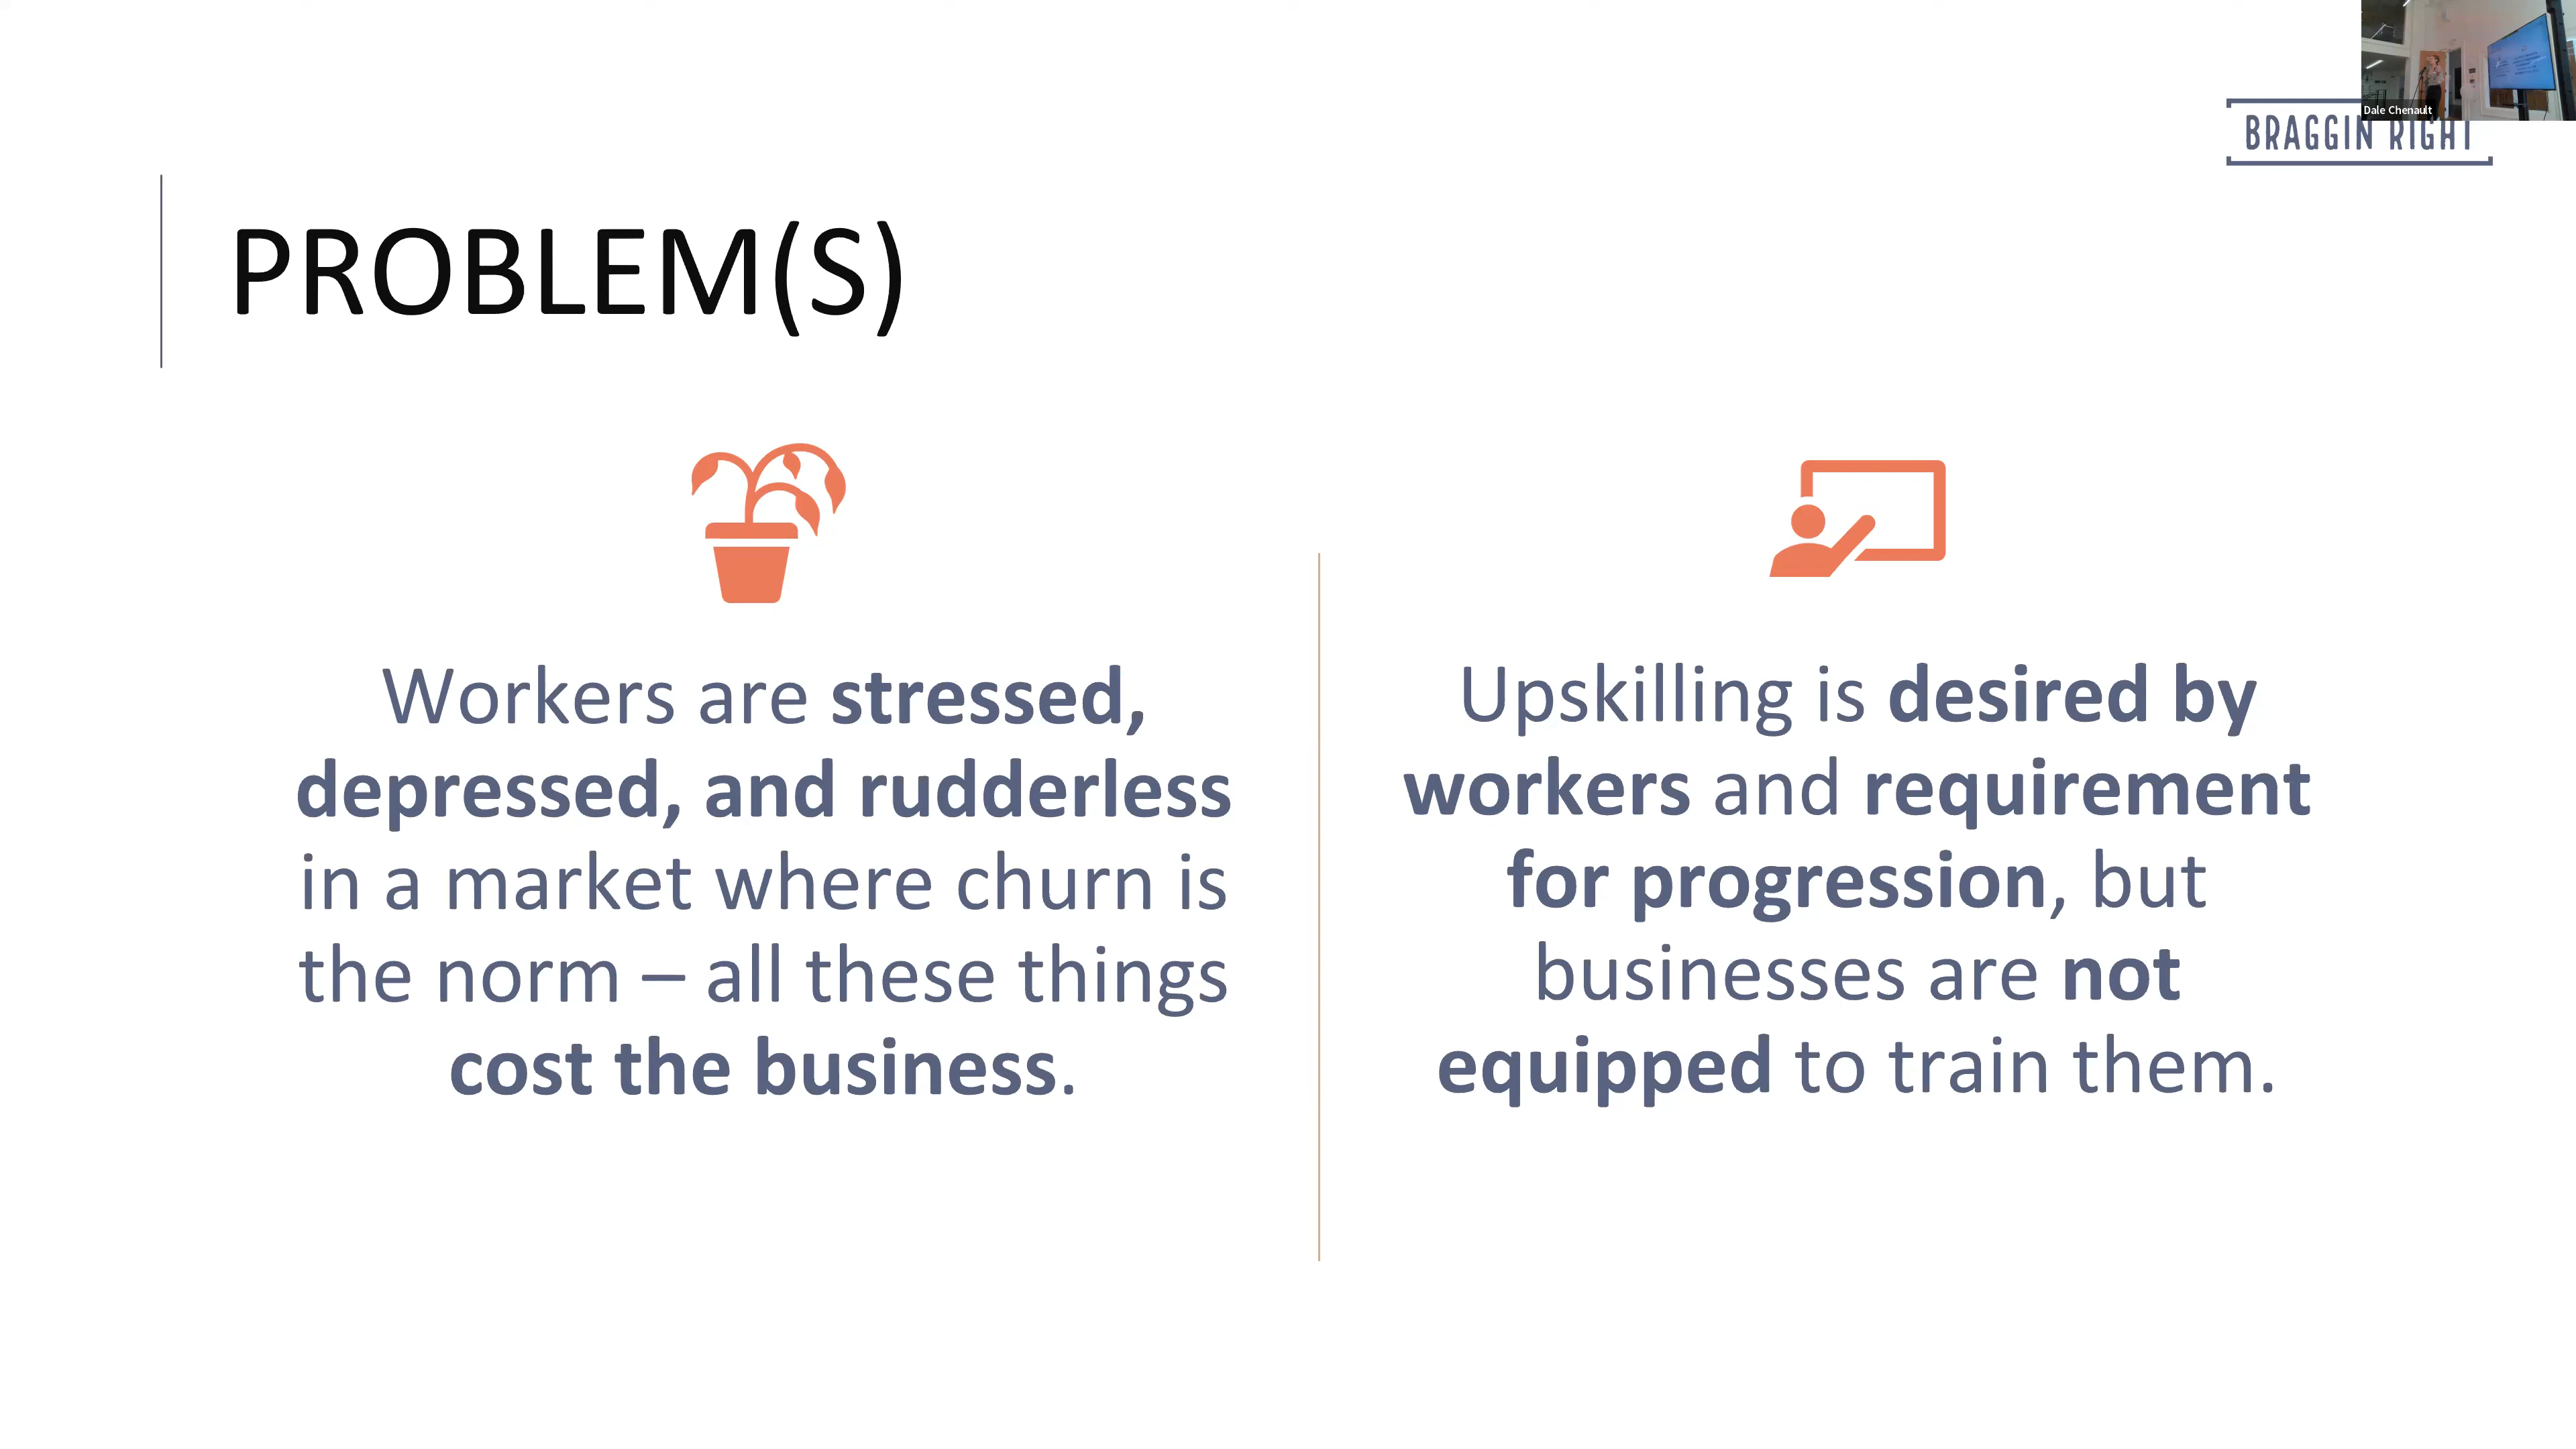 Dale Chenault
BRAGGIN RIGHT
PROBLEM(S)
Workers are stressed,
depressed, and rudderless
in a market where churn is
the norm – all these things
cost the business.
Upskilling is desired by
workers and requirement
for progression, but
businesses are not
equipped to train them.